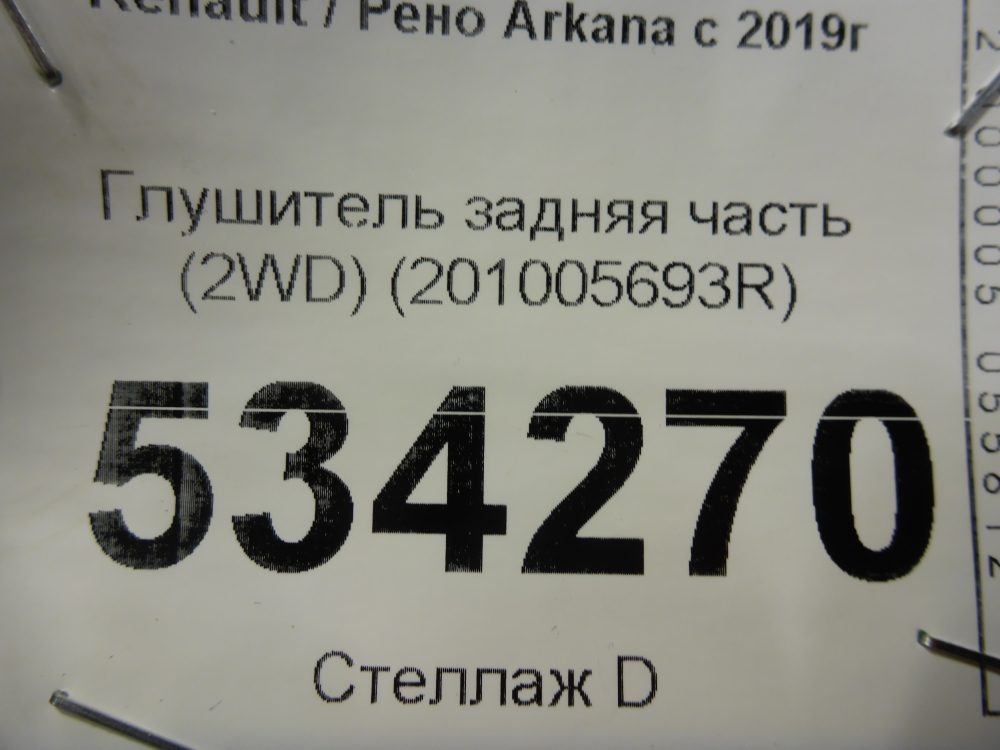 Renault / Рено Arkana с 2019г
Глушитель задняя часть
(2WD) (201005693R)
534270
Стеллаж D